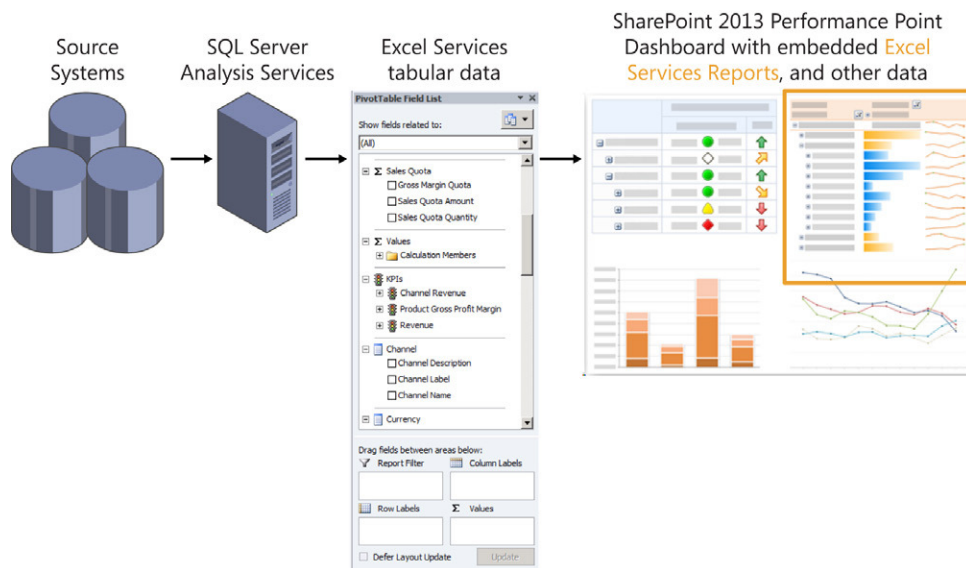 Source
Systems
SQL Server
Analysis Services
Excel Services
tabular data
SharePoint 2013 Performance Point
Dashboard with embedded Excel
Services Reports, and other data
PivotTable Field List
Show fields related to:
(All)
Σ Sales Quota
Gross Margin Quota
Sales Quota Amount
Sales Quota Quantity
Σ Values
Calculation Members
KPIs
Channel Revenue
Product Gross Profit Margin
Revenue
Channel
Channel Description
Channel Label
Channel Name
Currency
Drag fields between areas below:
Report Filter
Column Labels
Row Labels
Σ Values
Defer Layout Update
Update